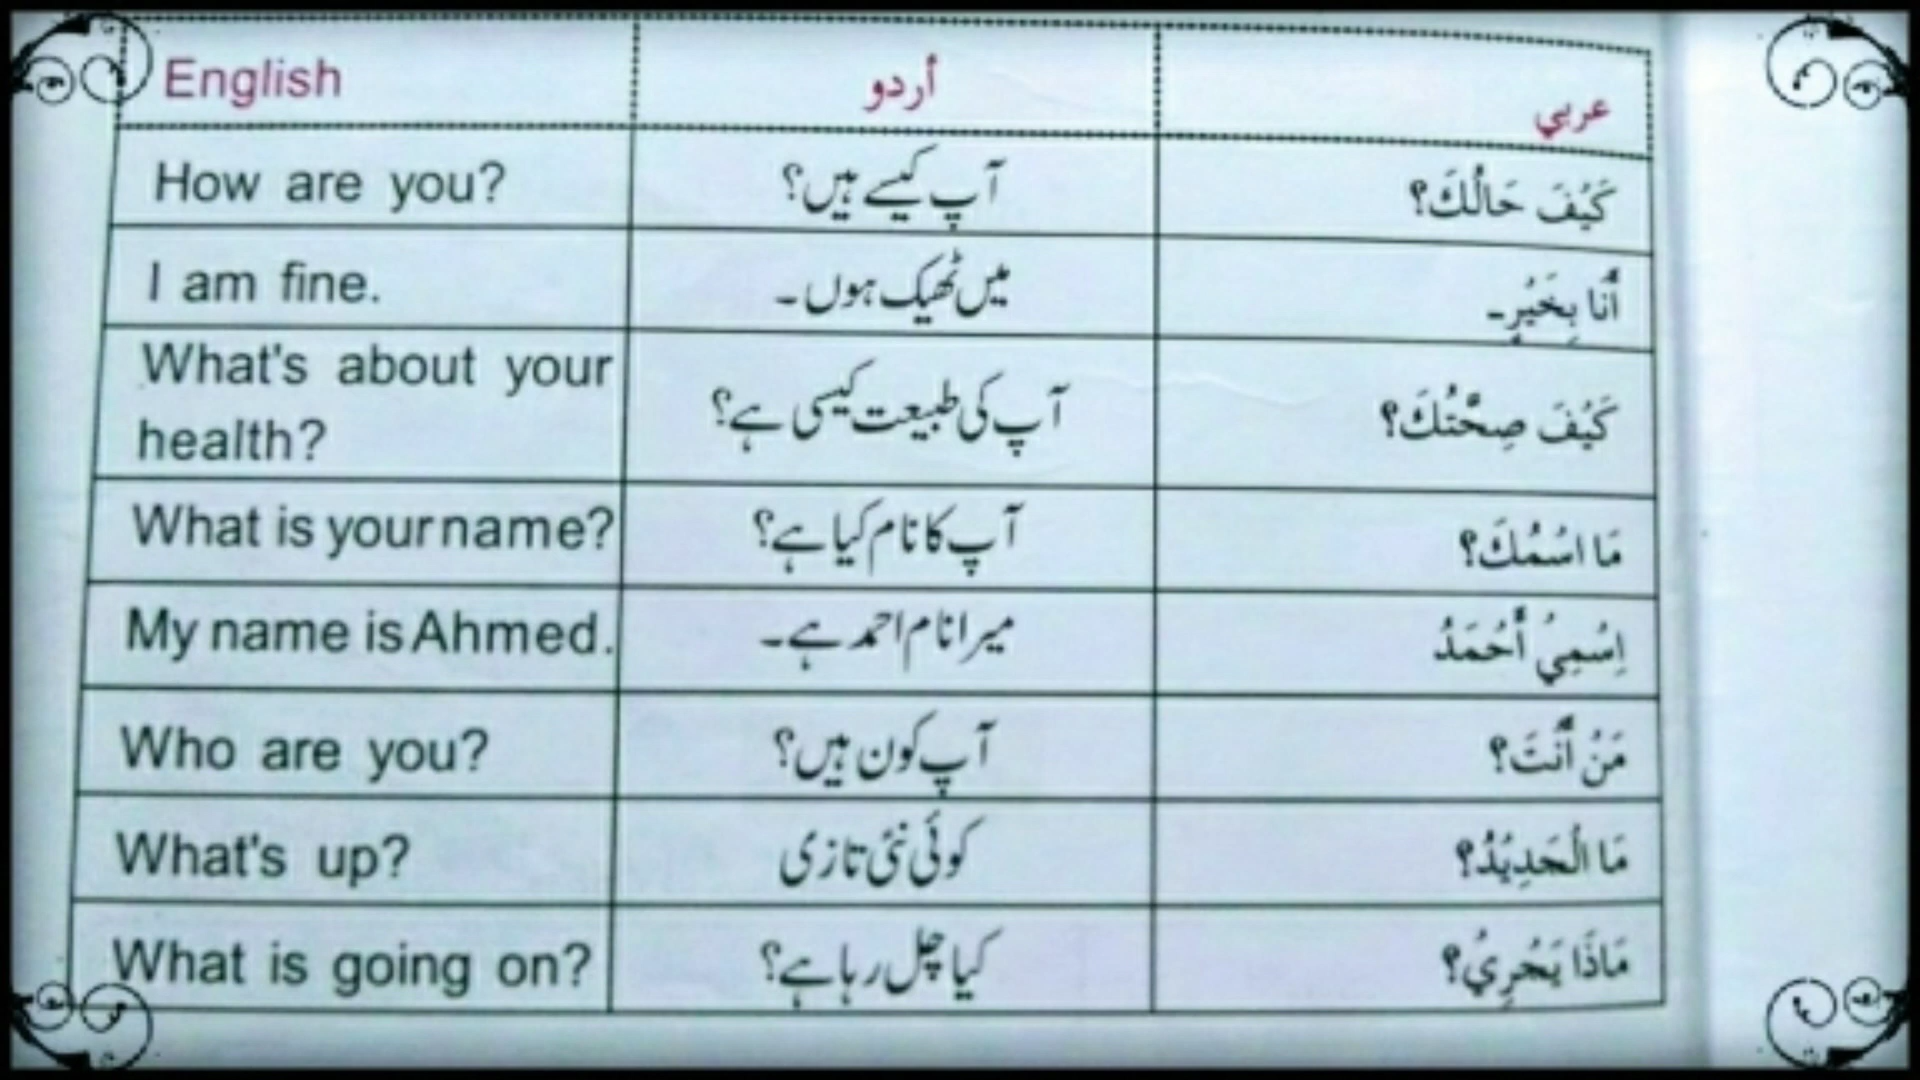 English اُردو عربي
How are you? آپ کیسے ہیں؟ كَيْفَ حَالُكَ؟
I am fine. میں ٹھیک ہوں۔ أَنَا بِخَيْرٍ۔
What's about your
health? آپ کی طبیعت کیسی ہے؟ كَيْفَ صِحَّتُكَ؟
What is your name? آپ کا نام کیا ہے؟ مَا اسْمُكَ؟
My name is Ahmed. میرا نام احمد ہے۔ اِسْمِيْ أَحْمَدُ
Who are you? آپ کون ہیں؟ مَنْ أَنْتَ؟
What's up? کوئی نئی تازی مَا الْجَدِيْدُ؟
What is going on? کیا چل رہا ہے؟ مَاذَا يَجْرِيْ؟